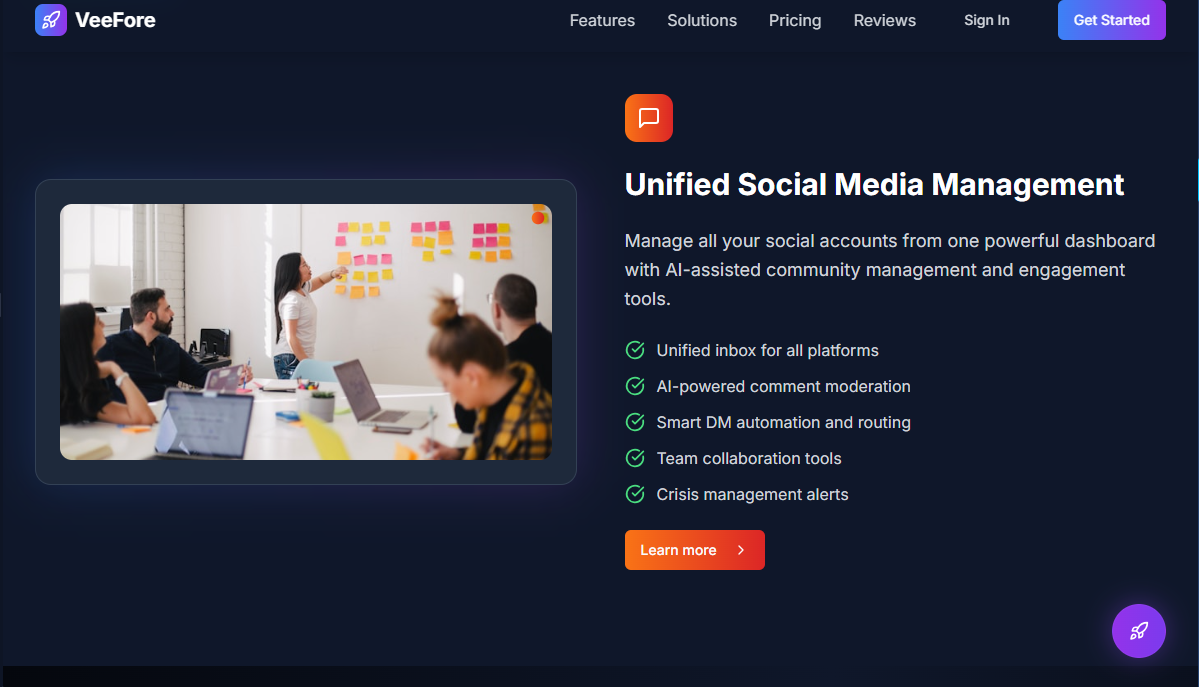 VeeFore
Features
Solutions
Pricing
Reviews
Sign In
Get Started
Unified Social Media Management
Manage all your social accounts from one powerful dashboard
with AI-assisted community management and engagement
tools.
Unified inbox for all platforms
AI-powered comment moderation
Smart DM automation and routing
Team collaboration tools
Crisis management alerts
Learn more